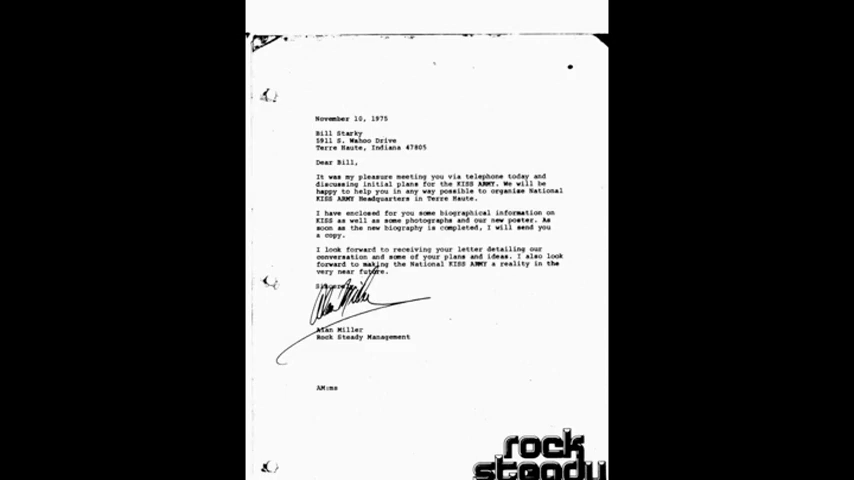 November 10, 1975
Bill Starky
5911 S. Wahoo Drive
Terre Haute, Indiana 47805
Dear Bill,
It was my pleasure meeting you via telephone today and
discussing initial plans for the KISS ARMY. We will be
happy to help you in any way possible to organize National
KISS ARMY Headquarters in Terre Haute.
I have enclosed for you some biographical information on
KISS as well as some photographs and our new poster. As
soon as the new biography is completed, I will send you
a copy.
I look forward to receiving your letter detailing our
conversation and some of your plans and ideas. I also look
forward to making the National KISS ARMY a reality in the
very near future.
Sincerely
Alan Miller
Alan Miller
Rock Steady Management
AM:ms
rock
steady